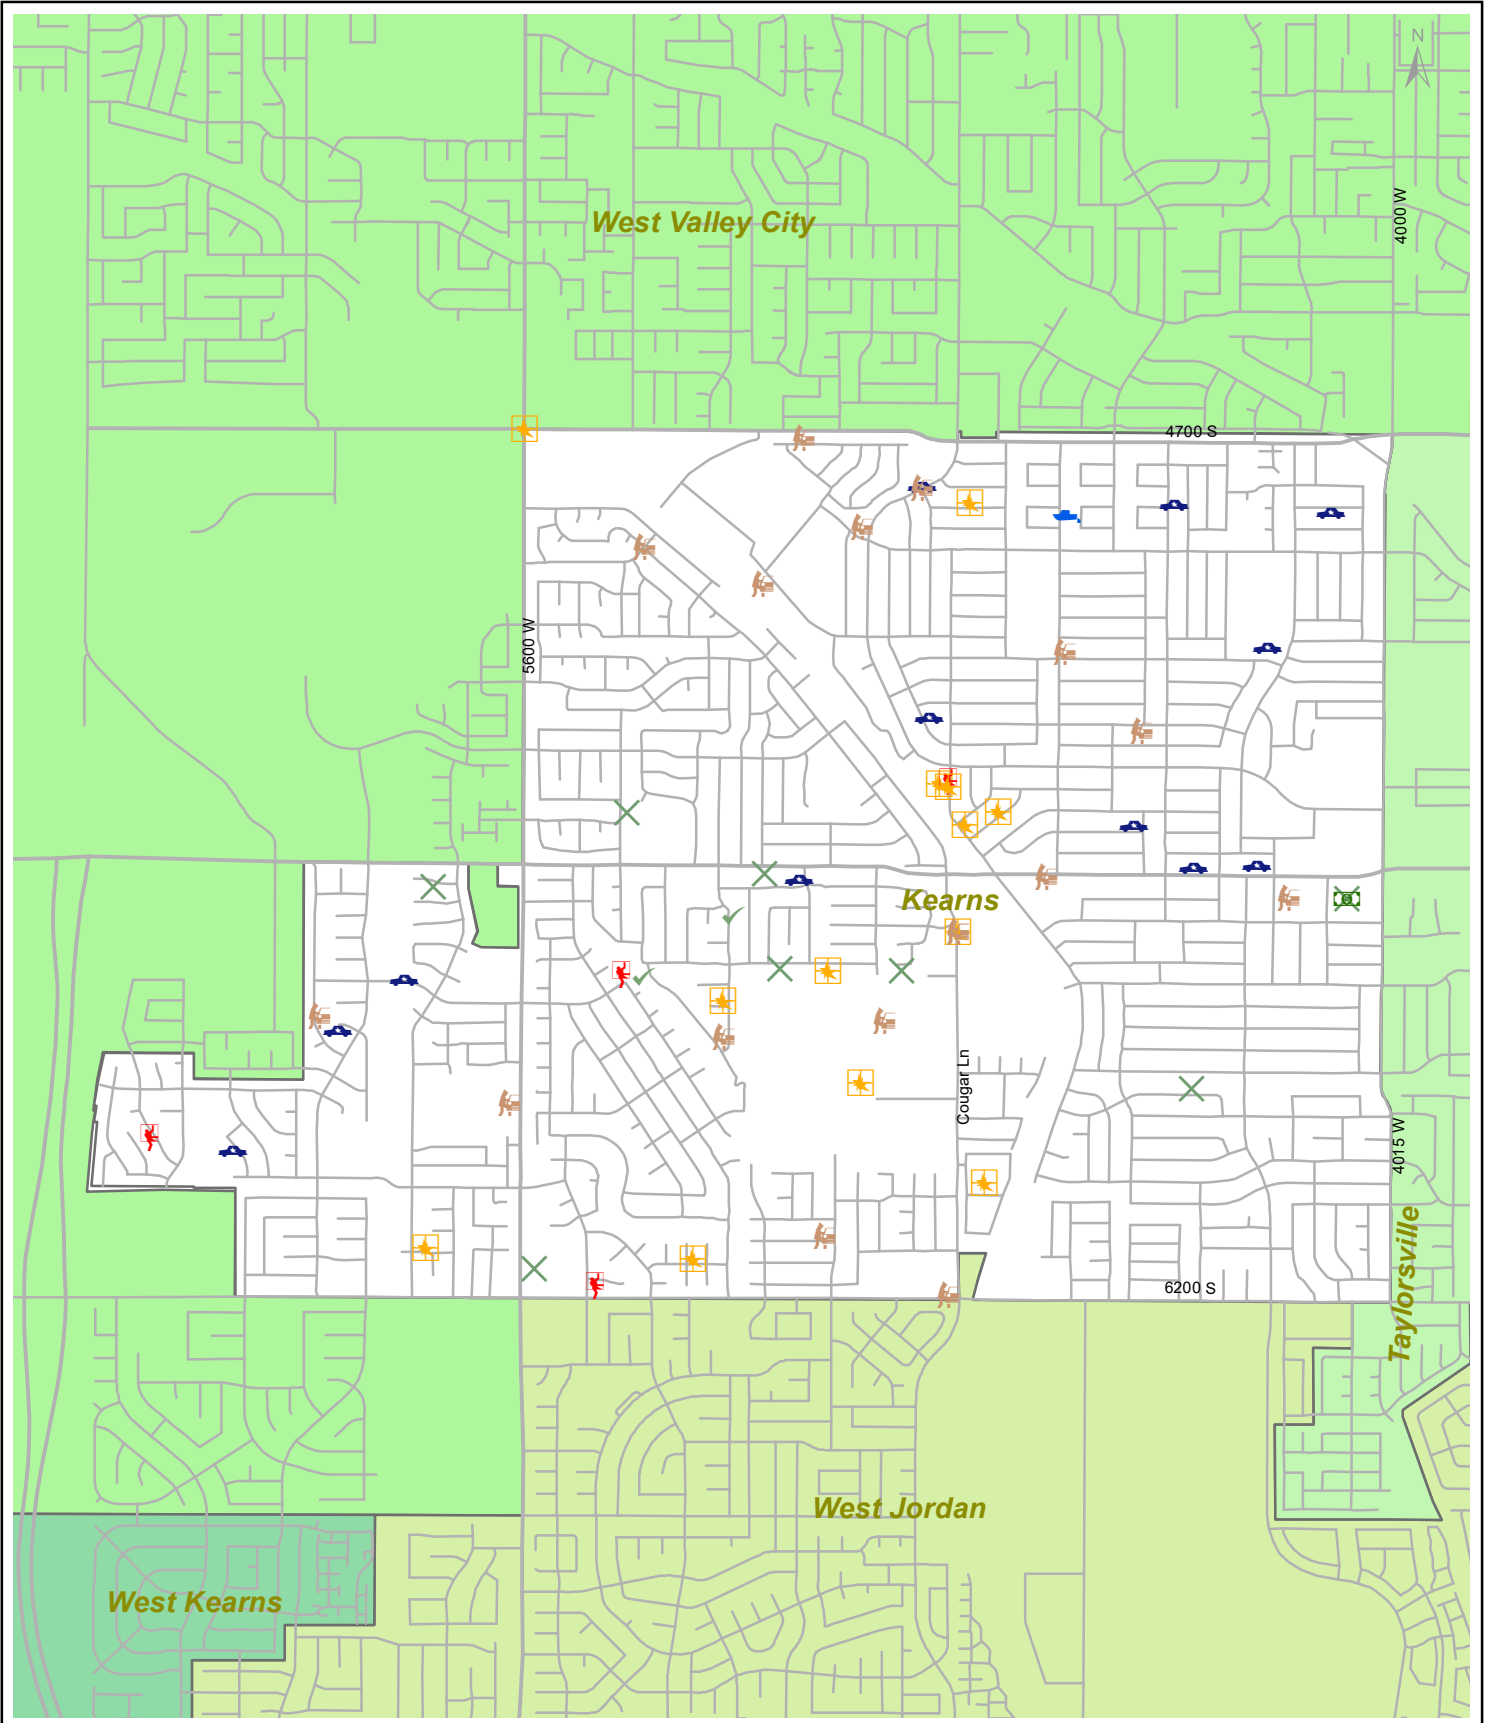 N
4000 W
West Valley City
4700 S
5600 W
Kearns
Cougar Ln
4015 W
Taylorsville
6200 S
West Jordan
West Kearns